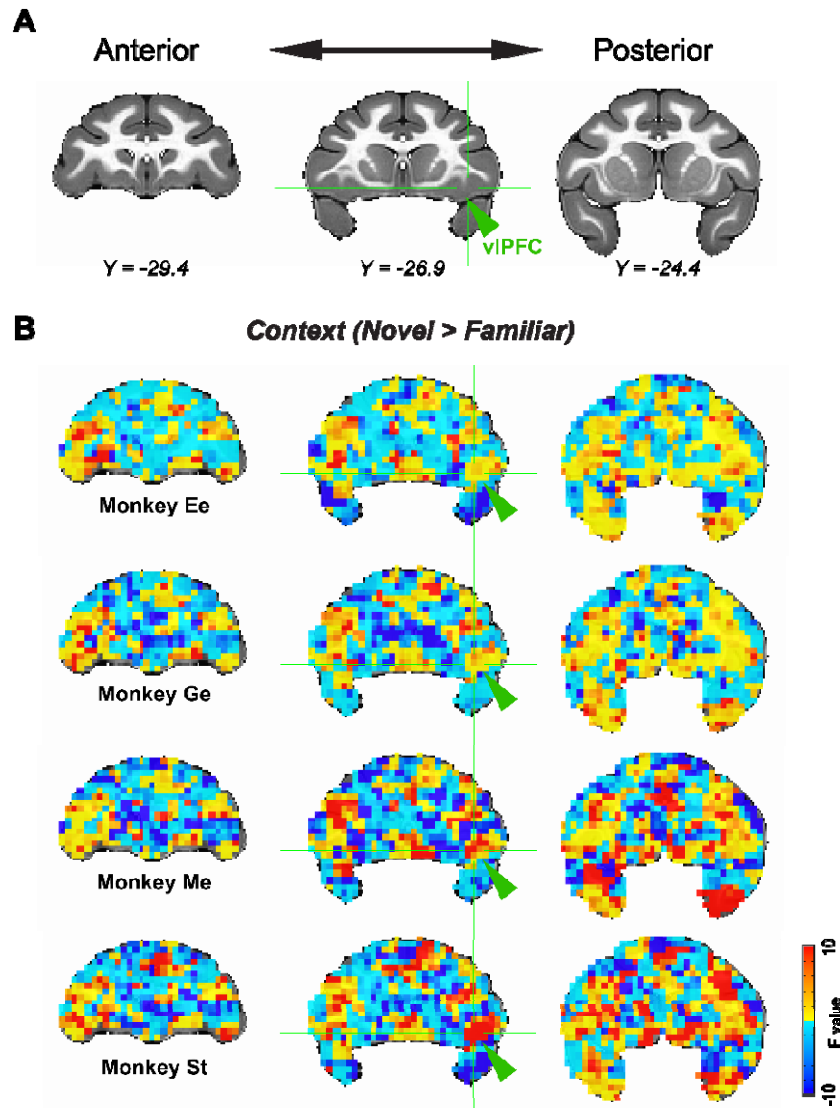 A
Anterior
Posterior
vlPFC
Y = -29.4
Y = -26.9
Y = -24.4
B
Context (Novel > Familiar)
Monkey Ee
Monkey Ge
Monkey Me
Monkey St
10
F value
-10